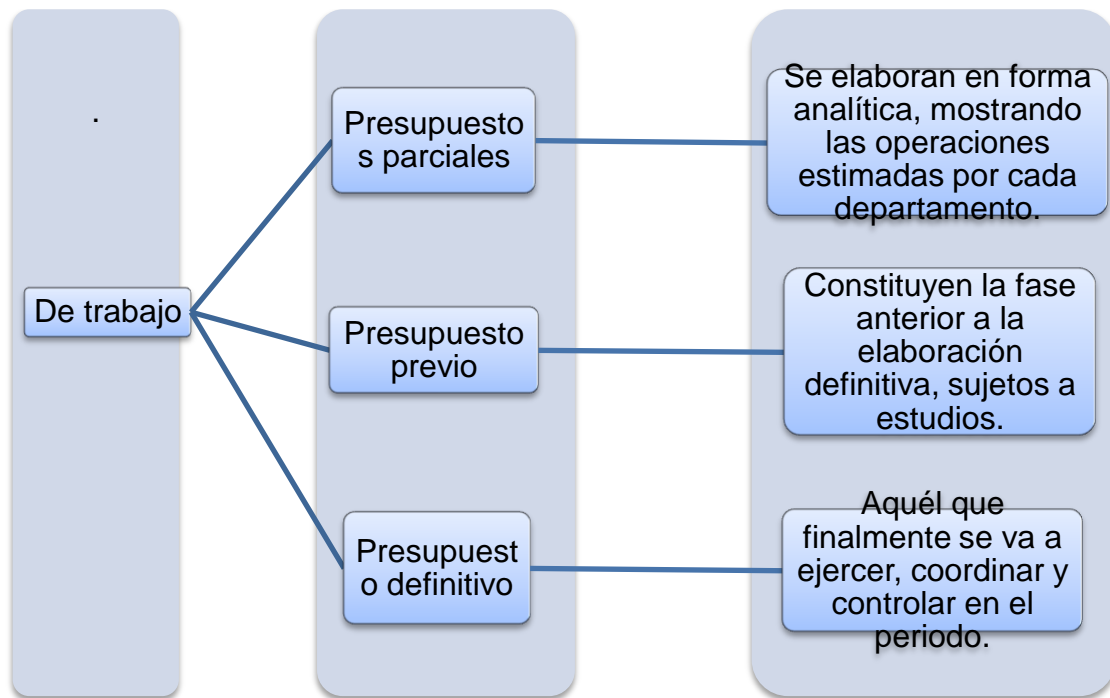 .
De trabajo
Presupuesto
s parciales
Se elaboran en forma
analítica, mostrando
las operaciones
estimadas por cada
departamento.
Presupuesto
previo
Constituyen la fase
anterior a la
elaboración
definitiva, sujetos a
estudios.
Presupuest
o definitivo
Aquél que
finalmente se va a
ejercer, coordinar y
controlar en el
periodo.